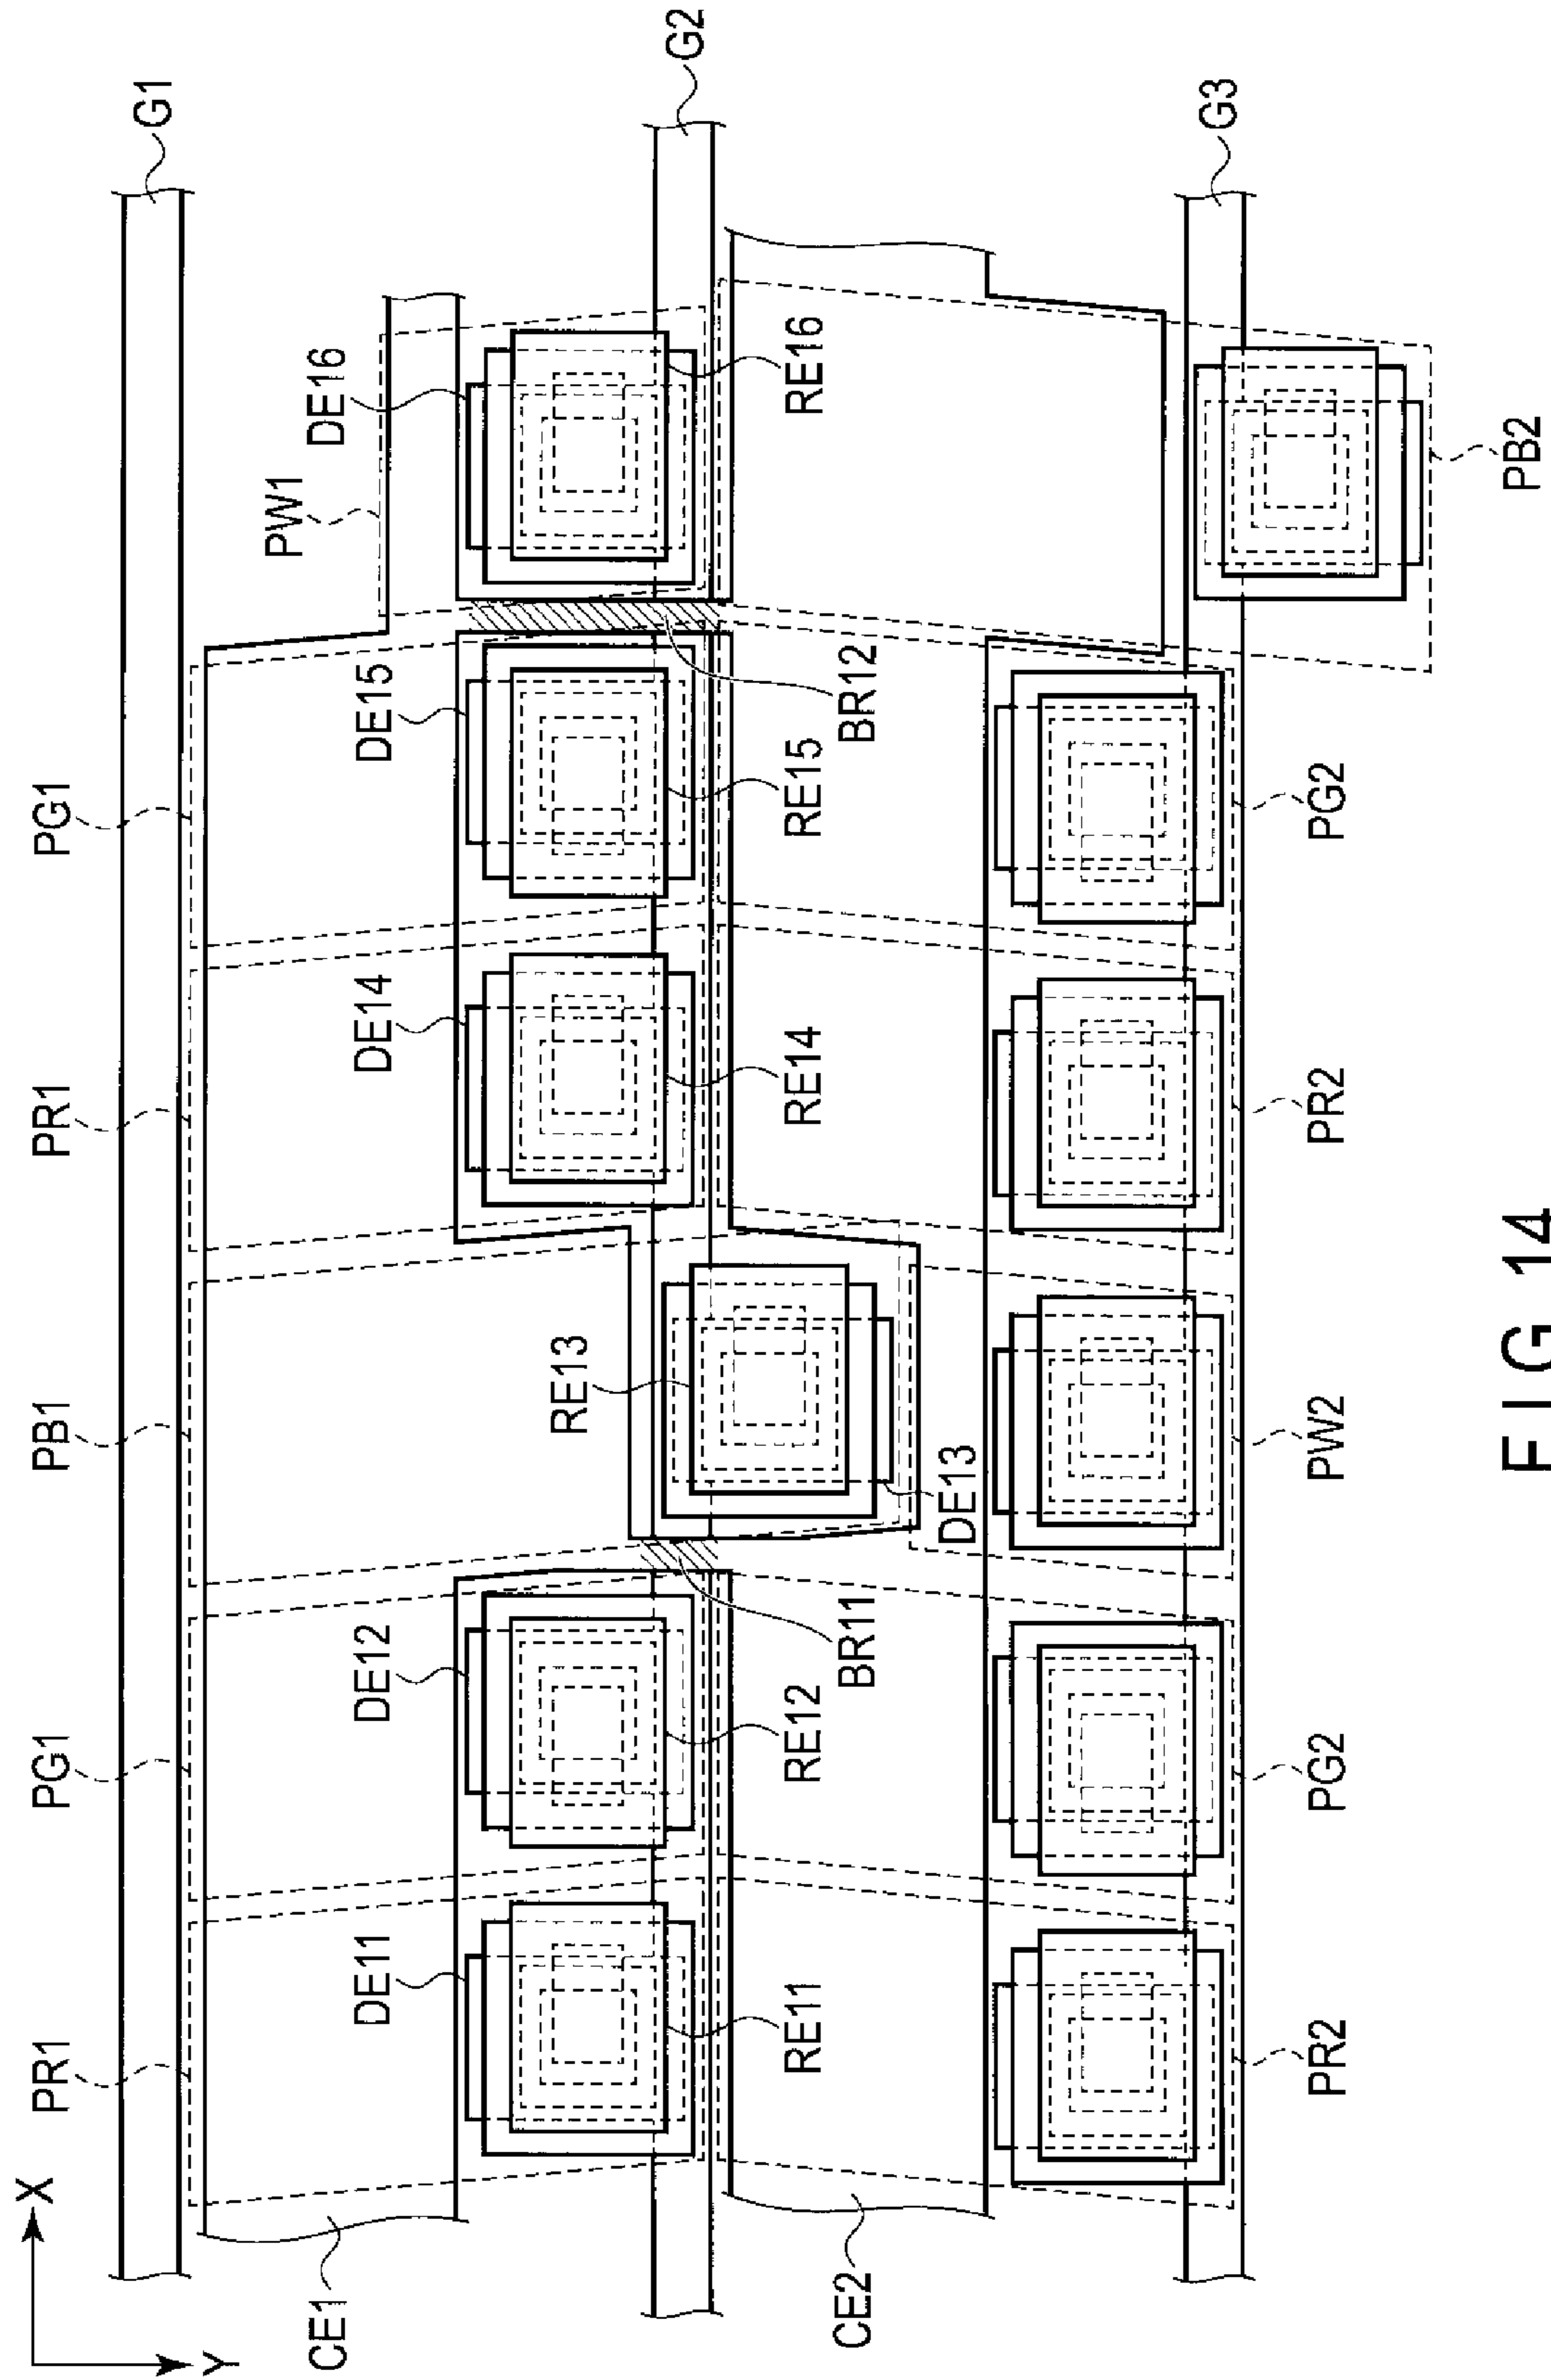 X
Y
PR1
PG1
PB1
PR1
PG1
G1
PW1
CE1
DE11
DE12
DE14
DE15
DE16
RE13
G2
RE11
RE12
BR11
RE14
RE15
BR12
RE16
CE2
DE13
PR2
PG2
PW2
PR2
PG2
G3
PB2
FIG. 14